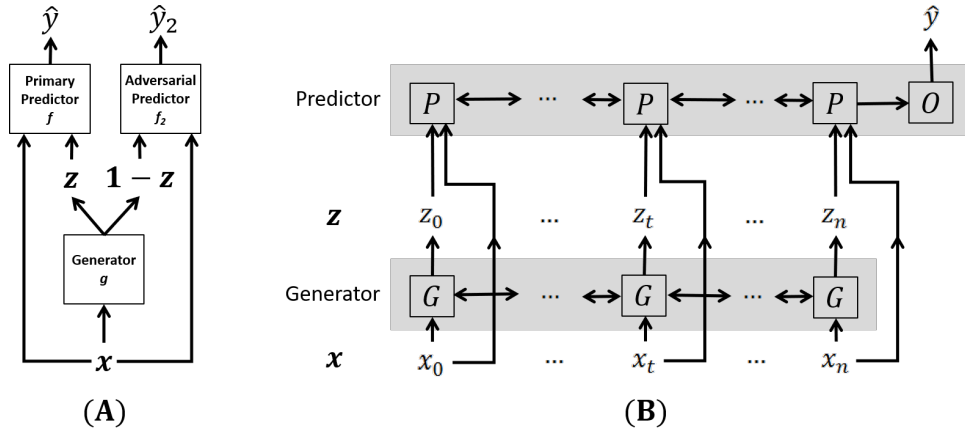 ŷ ŷ₂
Primary
Predictor
f
Adversarial
Predictor
f₂
z 1 − z
Generator
g
x
(A)
ŷ
Predictor P ... P ... P O
z z₀ ... zₜ ... zₙ
Generator G ... G ... G
x x₀ ... xₜ ... xₙ
(B)